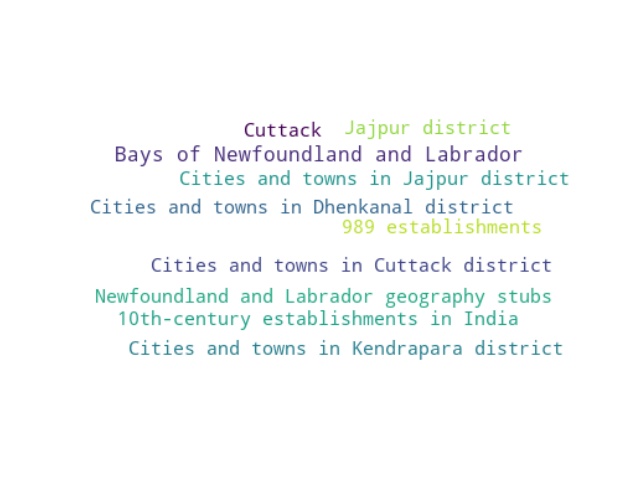 Cuttack Jajpur district
Bays of Newfoundland and Labrador
Cities and towns in Jajpur district
Cities and towns in Dhenkanal district
989 establishments
Cities and towns in Cuttack district
Newfoundland and Labrador geography stubs
10th-century establishments in India
Cities and towns in Kendrapara district